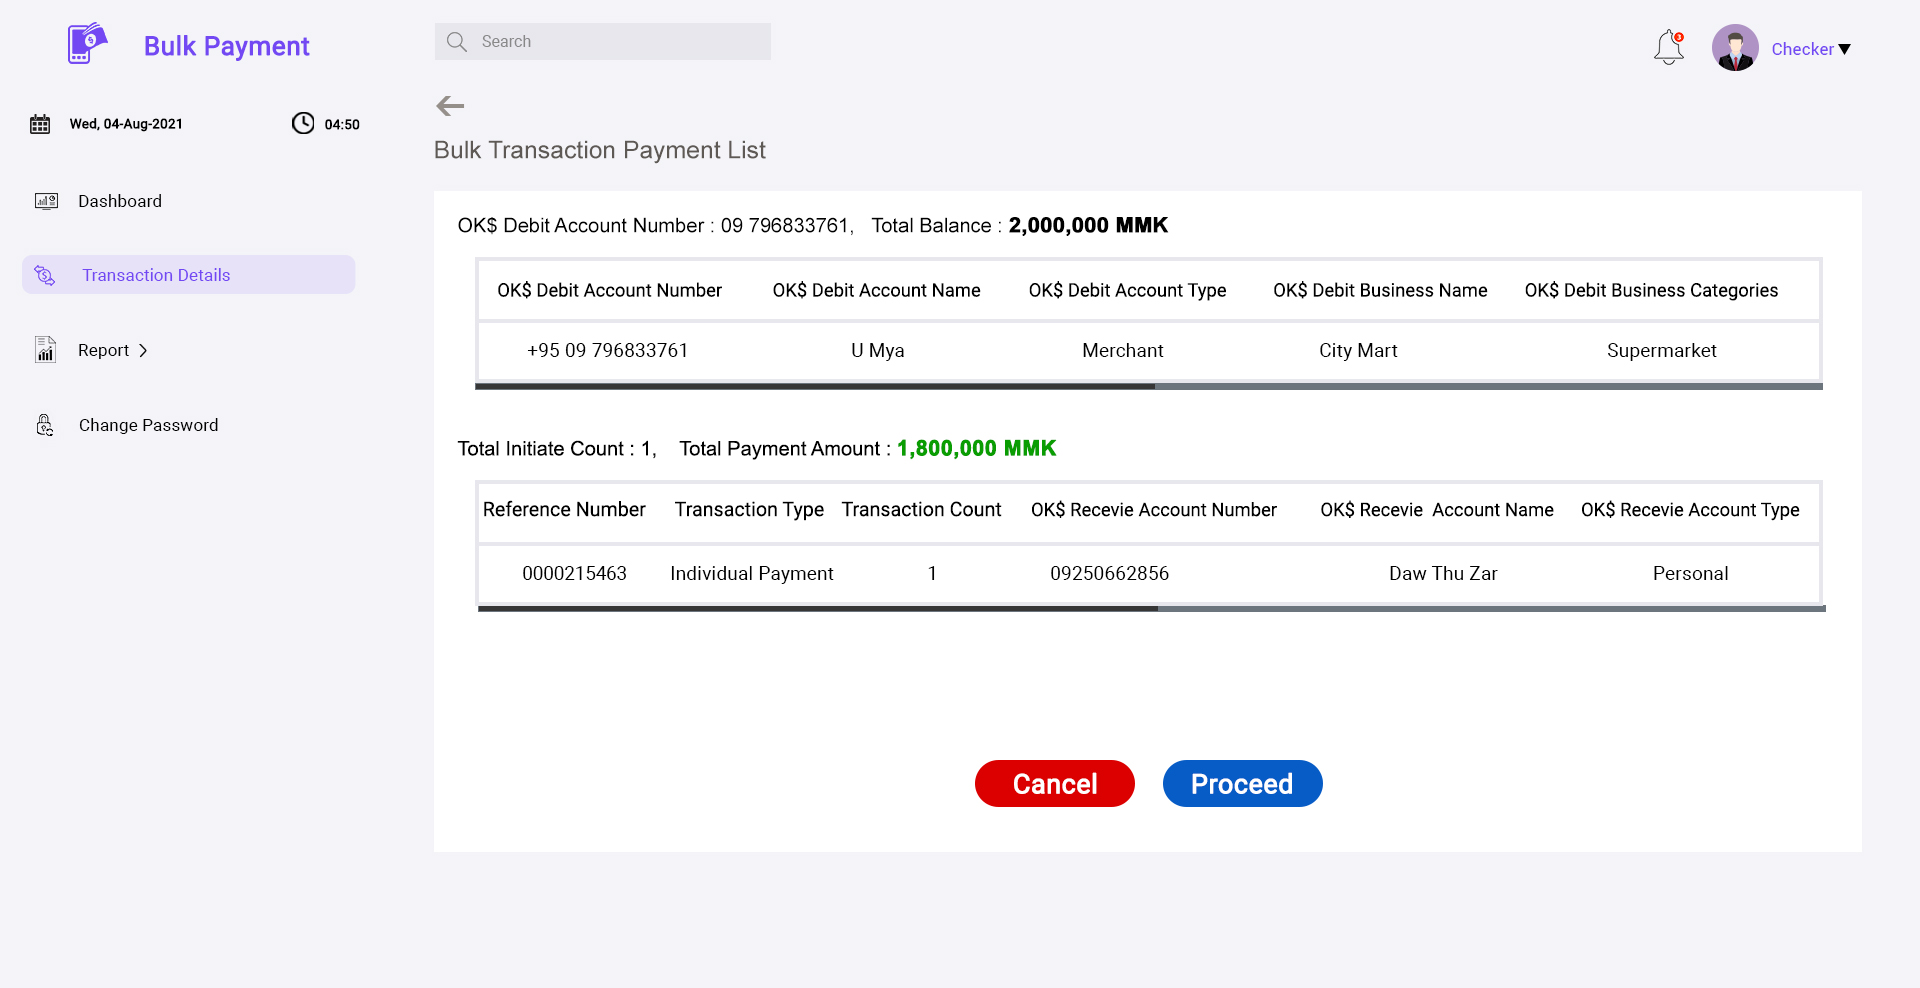 Bulk Payment
Search
3
Checker
Wed, 04-Aug-2021
04:50
Dashboard
Transaction Details
Report
Change Password
Bulk Transaction Payment List
OK$ Debit Account Number : 09 796833761, Total Balance : 2,000,000 MMK
OK$ Debit Account Number OK$ Debit Account Name OK$ Debit Account Type OK$ Debit Business Name OK$ Debit Business Categories
+95 09 796833761 U Mya Merchant City Mart Supermarket
Total Initiate Count : 1, Total Payment Amount : 1,800,000 MMK
Reference Number Transaction Type Transaction Count OK$ Recevie Account Number OK$ Recevie Account Name OK$ Recevie Account Type
0000215463 Individual Payment 1 09250662856 Daw Thu Zar Personal
Cancel Proceed